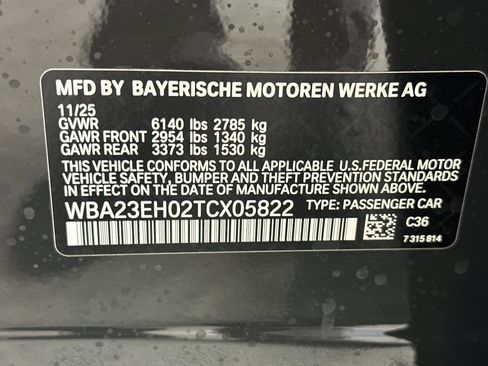 MFD BY BAYERISCHE MOTOREN WERKE AG
11/25
GVWR 6140 lbs 2785 kg
GAWR FRONT 2954 lbs 1340 kg
GAWR REAR 3373 lbs 1530 kg
THIS VEHICLE CONFORMS TO ALL APPLICABLE U.S.FEDERAL MOTOR
VEHICLE SAFETY, BUMPER AND THEFT PREVENTION STANDARDS
IN EFFECT ON THE DATE OF MANUFACTURE SHOWN ABOVE.
WBA23EH02TCX05822 TYPE: PASSENGER CAR
C36
7 315 814